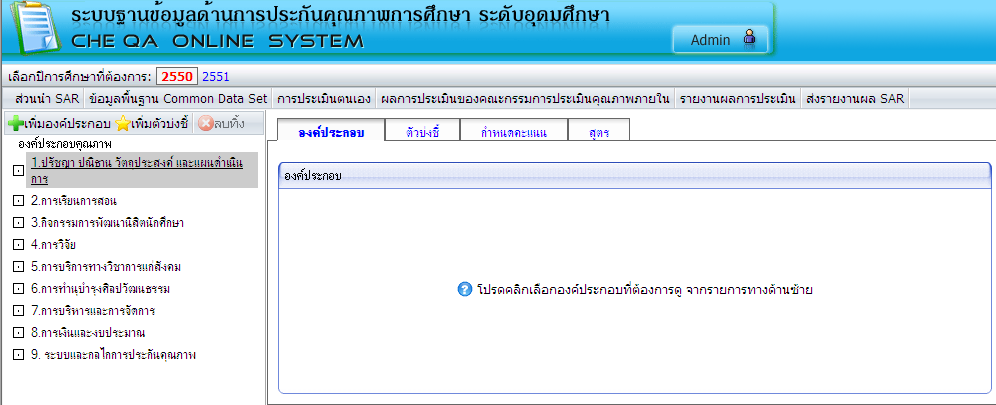 ระบบฐานข้อมูลด้านการประกันคุณภาพการศึกษา ระดับอุดมศึกษา
CHE QA ONLINE SYSTEM
Admin
เลือกปีการศึกษาที่ต้องการ: 2550 2551
ส่วนนำ SAR ข้อมูลพื้นฐาน Common Data Set การประเมินตนเอง ผลการประเมินของคณะกรรมการประเมินคุณภาพภายใน รายงานผลการประเมิน ส่งรายงานผล SAR
เพิ่มองค์ประกอบ เพิ่มตัวบ่งชี้ ลบทิ้ง
องค์ประกอบคุณภาพ
1.ปรัชญา ปณิธาน วัตถุประสงค์ และแผนดำเนิน
การ
2.การเรียนการสอน
3.กิจกรรมการพัฒนานิสิตนักศึกษา
4.การวิจัย
5.การบริการทางวิชาการแก่สังคม
6.การทำนุบำรุงศิลปวัฒนธรรม
7.การบริหารและการจัดการ
8.การเงินและงบประมาณ
9. ระบบและกลไกการประกันคุณภาพ
องค์ประกอบ ตัวบ่งชี้ กำหนดคะแนน สูตร
องค์ประกอบ
โปรดคลิกเลือกองค์ประกอบที่ต้องการดู จากรายการทางด้านซ้าย